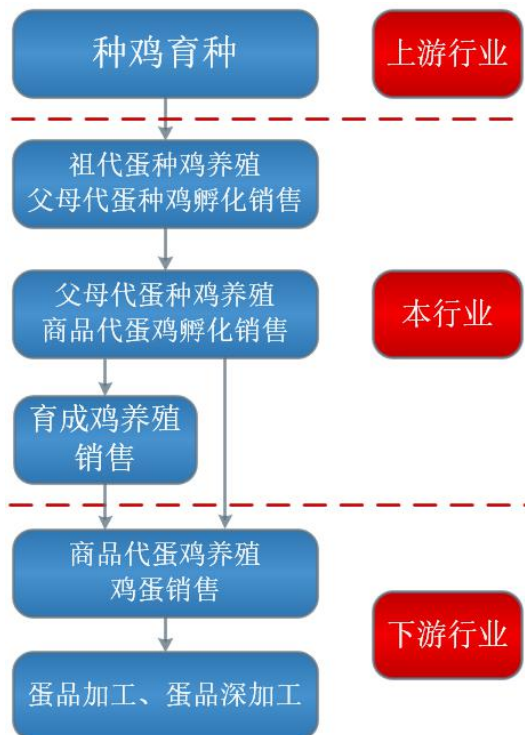 种鸡育种
上游行业
祖代蛋种鸡养殖
父母代蛋种鸡孵化销售
父母代蛋种鸡养殖
商品代蛋鸡孵化销售
本行业
育成鸡养殖
销售
商品代蛋鸡养殖
鸡蛋销售
下游行业
蛋品加工、蛋品深加工